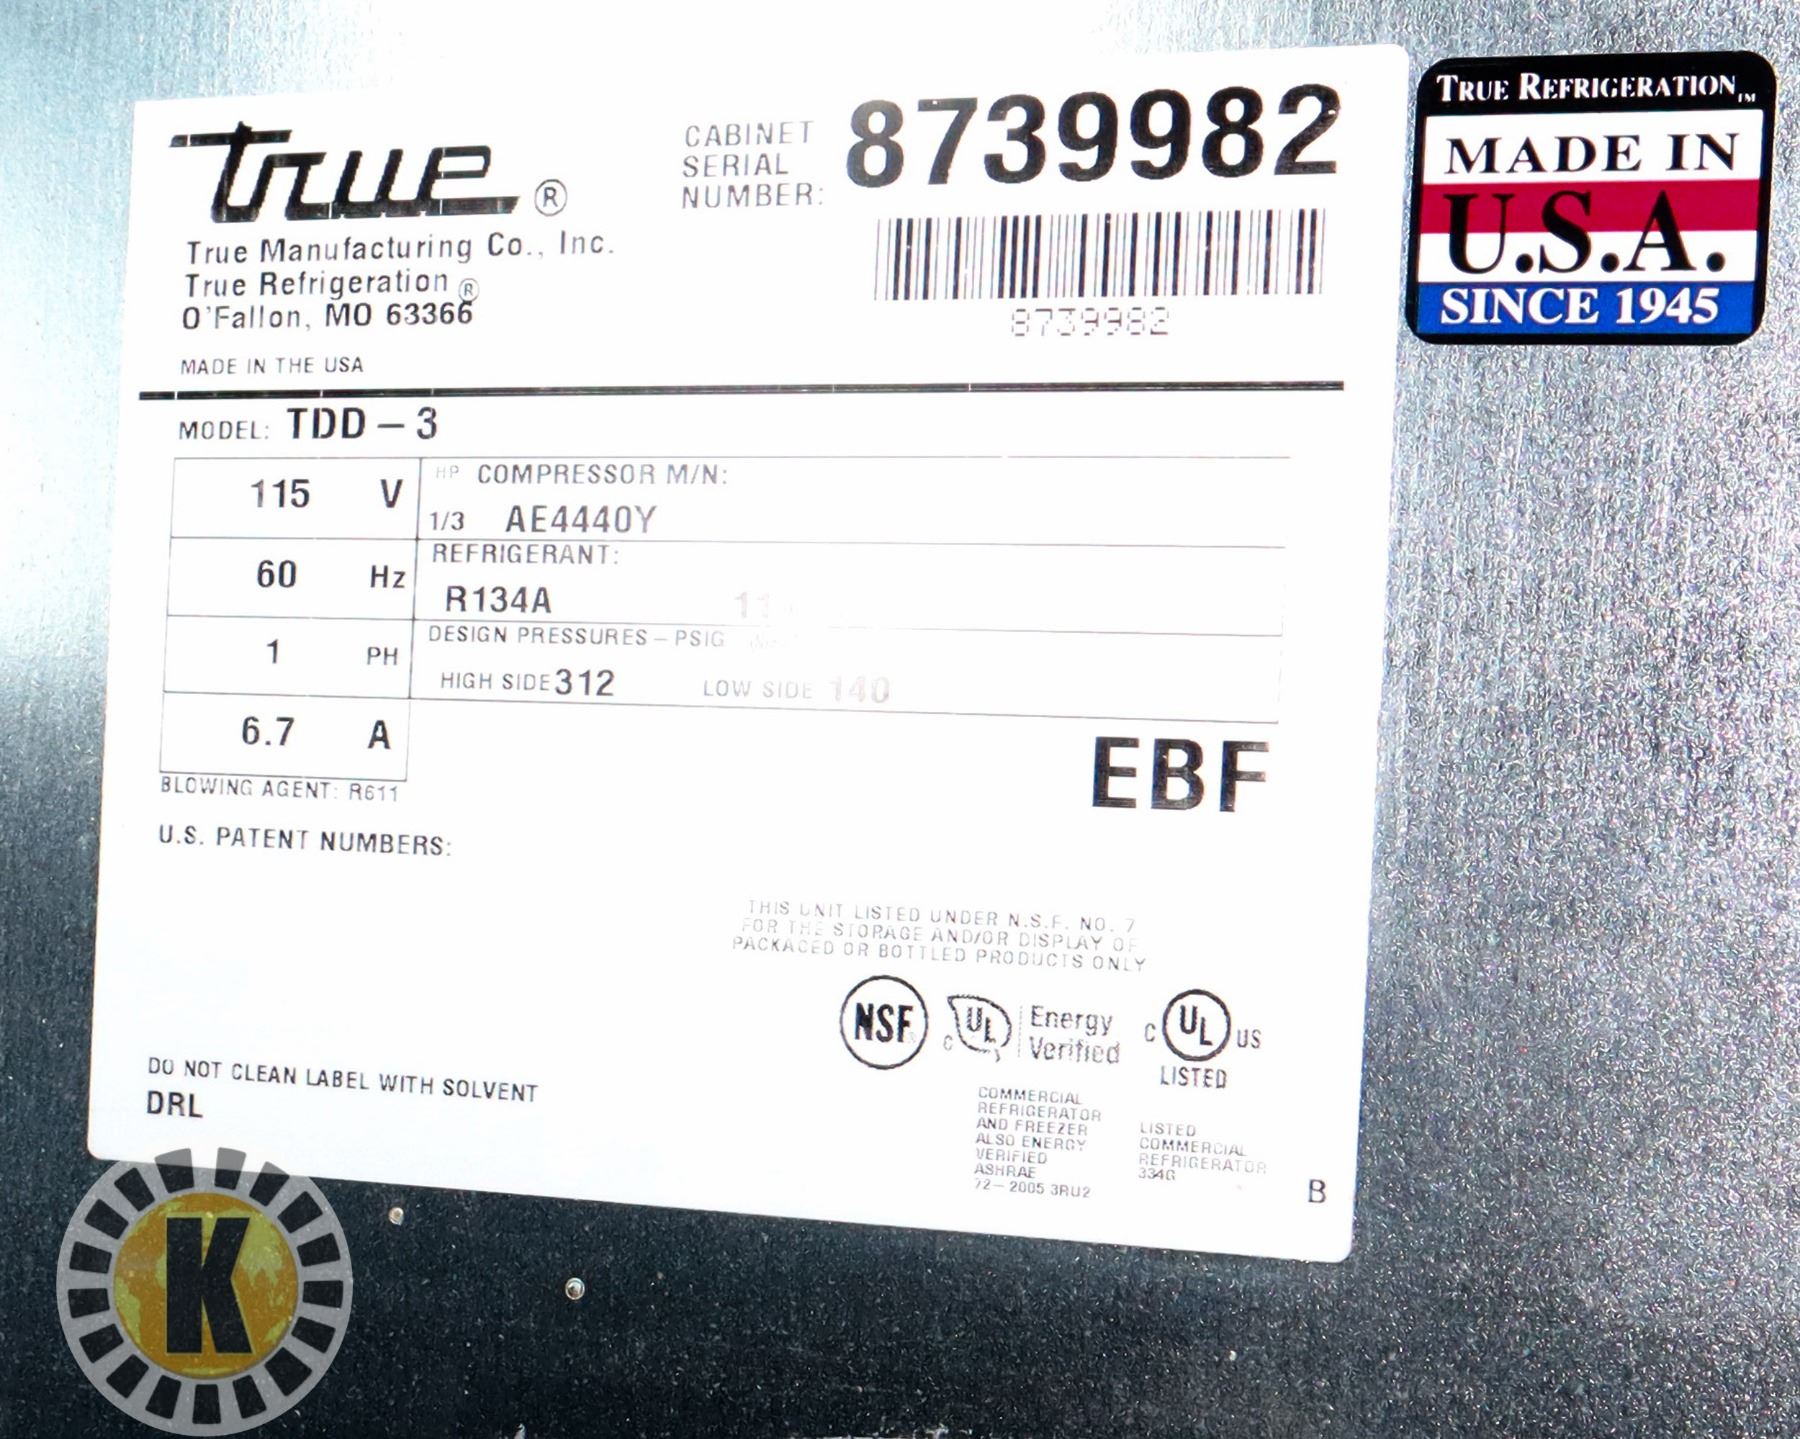 True®
True Manufacturing Co., Inc.
True Refrigeration®
O'Fallon, MO 63366
MADE IN THE USA
CABINET
SERIAL
NUMBER: 8739982
8739982
TRUE REFRIGERATION™
MADE IN
U.S.A.
SINCE 1945
MODEL: TDD-3
115 V
60 Hz
1 PH
6.7 A
HP COMPRESSOR M/N:
1/3 AE4440Y
REFRIGERANT:
R134A
DESIGN PRESSURES-PSIG
HIGH SIDE 312 LOW SIDE 140
BLOWING AGENT: R611
EBF
U.S. PATENT NUMBERS:
THIS UNIT LISTED UNDER N.S.F. NO. 7
FOR THE STORAGE AND/OR DISPLAY OF
PACKAGED OR BOTTLED PRODUCTS ONLY
NSF
C UL
Energy
Verified
C UL US
LISTED
COMMERCIAL
REFRIGERATOR
AND FREEZER
ALSO ENERGY
VERIFIED
ASHRAE
72-2005 3RU2
LISTED
COMMERCIAL
REFRIGERATOR
334G
B
DO NOT CLEAN LABEL WITH SOLVENT
DRL
K